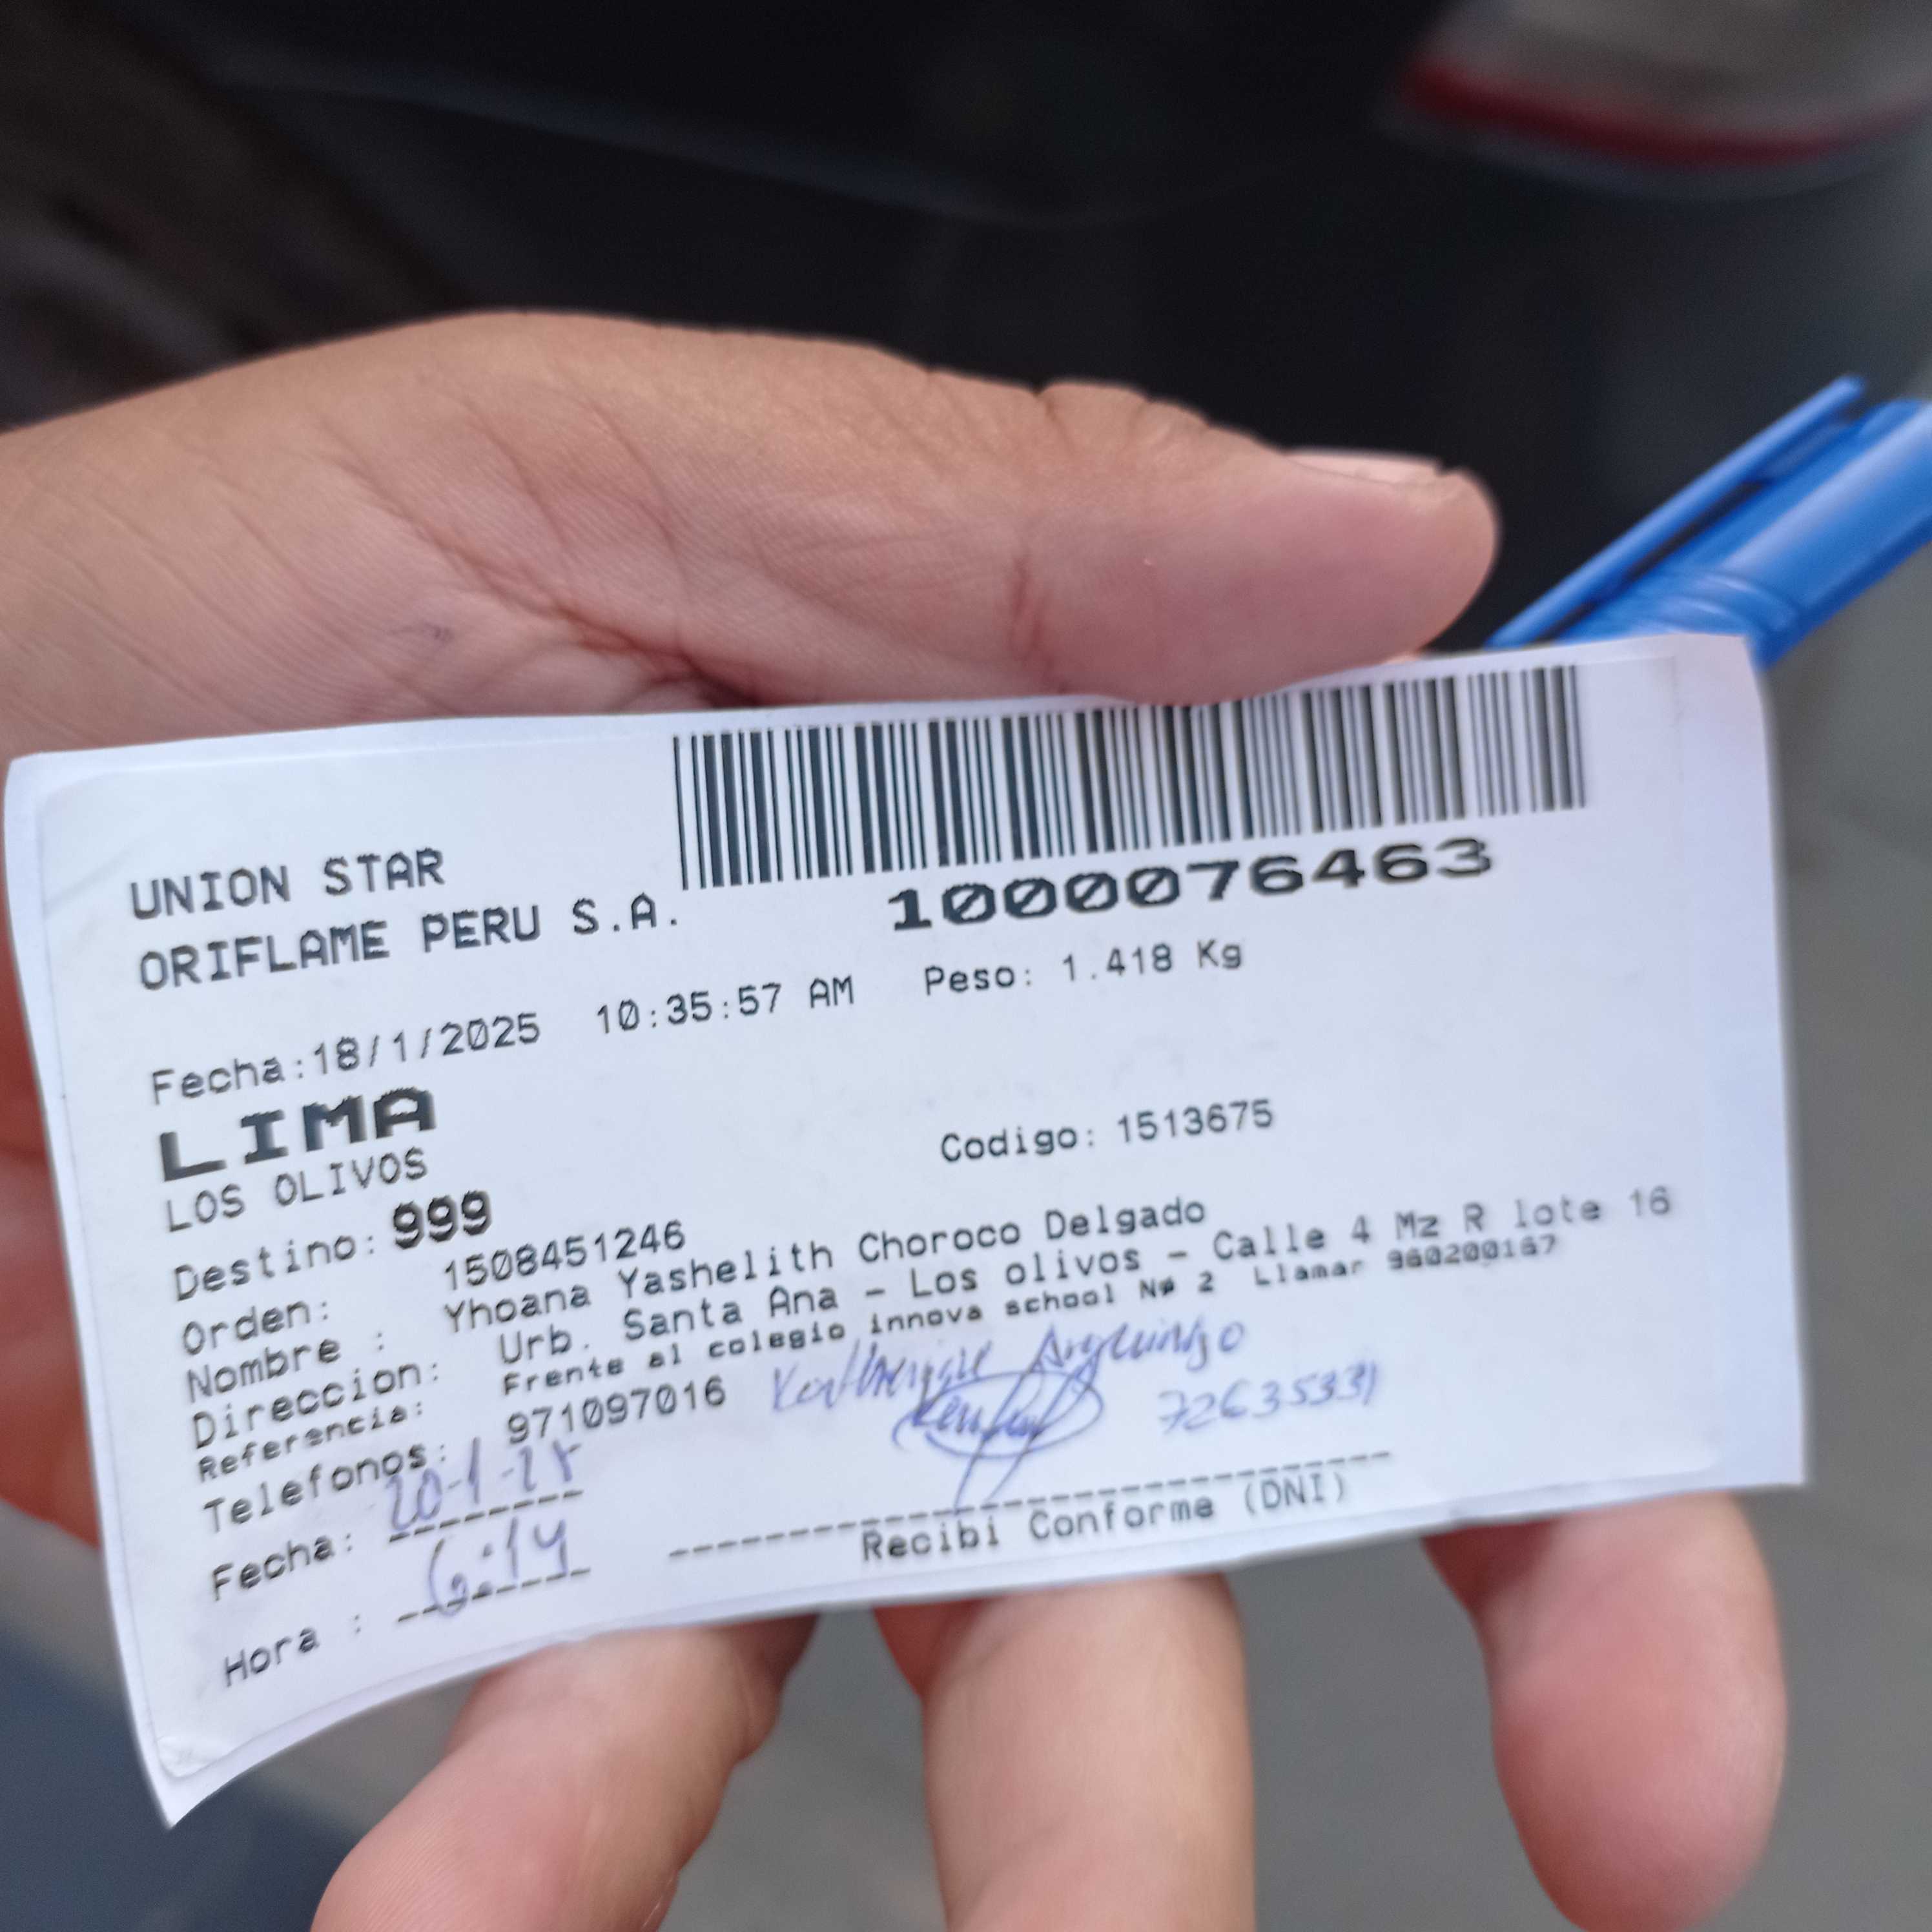 UNION STAR
ORIFLAME PERU S.A.
1000076463
Fecha:18/1/2025 10:35:57 AM Peso: 1.418 Kg
LIMA
LOS OLIVOS
Codigo: 1513675
Destino: 999
Orden: 1508451246
Nombre : Yhoana Yashelith Choroco Delgado
Direccion: Urb. Santa Ana - Los olivos - Calle 4 Mz R lote 16
Referencia: Frente al colegio innova school Nø 2 Llamar 960200167
Telefonos: 971097016
72635331
Fecha: 20-1-25
Hora : 6:14
Recibi Conforme (DNI)